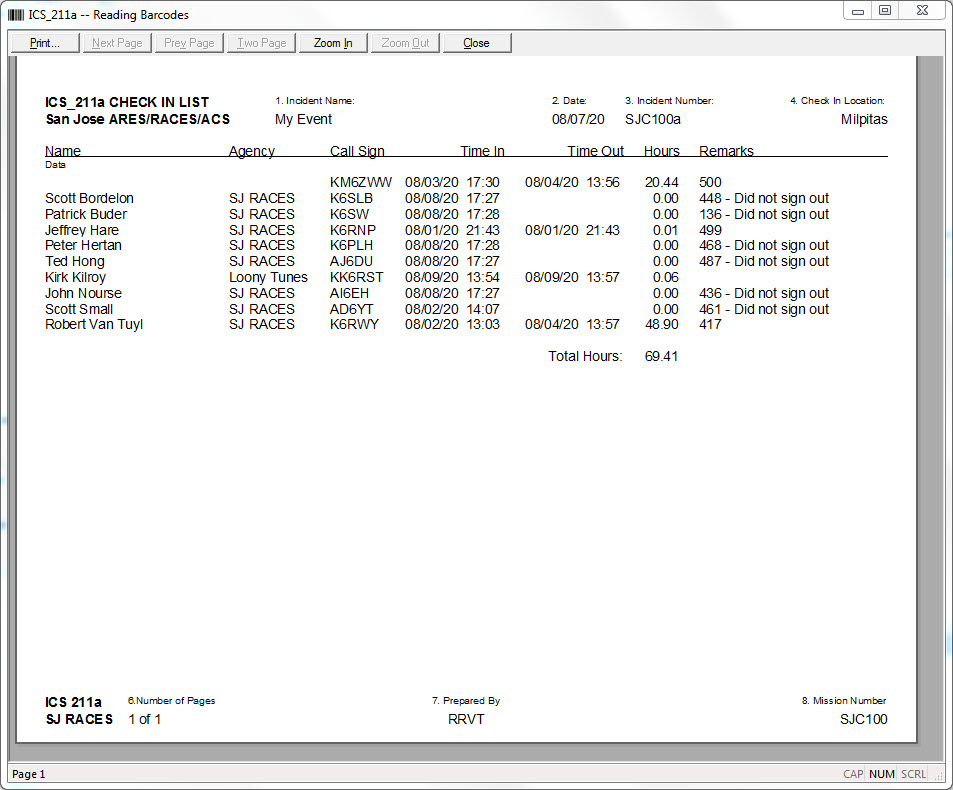 ICS_211a -- Reading Barcodes
Print... Next Page Prev Page Two Page Zoom In Zoom Out Close
ICS_211a CHECK IN LIST 1. Incident Name: 2. Date: 3. Incident Number: 4. Check In Location:
San Jose ARES/RACES/ACS My Event 08/07/20 SJC100a Milpitas
Name Agency Call Sign Time In Time Out Hours Remarks
Data
KM6ZWW 08/03/20 17:30 08/04/20 13:56 20.44 500
Scott Bordelon SJ RACES K6SLB 08/08/20 17:27 0.00 448 - Did not sign out
Patrick Buder SJ RACES K6SW 08/08/20 17:28 0.00 136 - Did not sign out
Jeffrey Hare SJ RACES K6RNP 08/01/20 21:43 08/01/20 21:43 0.01 499
Peter Hertan SJ RACES K6PLH 08/08/20 17:28 0.00 468 - Did not sign out
Ted Hong SJ RACES AJ6DU 08/08/20 17:27 0.00 487 - Did not sign out
Kirk Kilroy Loony Tunes KK6RST 08/09/20 13:54 08/09/20 13:57 0.06
John Nourse SJ RACES AI6EH 08/08/20 17:27 0.00 436 - Did not sign out
Scott Small SJ RACES AD6YT 08/02/20 14:07 0.00 461 - Did not sign out
Robert Van Tuyl SJ RACES K6RWY 08/02/20 13:03 08/04/20 13:57 48.90 417
Total Hours: 69.41
ICS 211a 6.Number of Pages 7. Prepared By 8. Mission Number
SJ RACES 1 of 1 RRVT SJC100
Page 1 CAP NUM SCRL